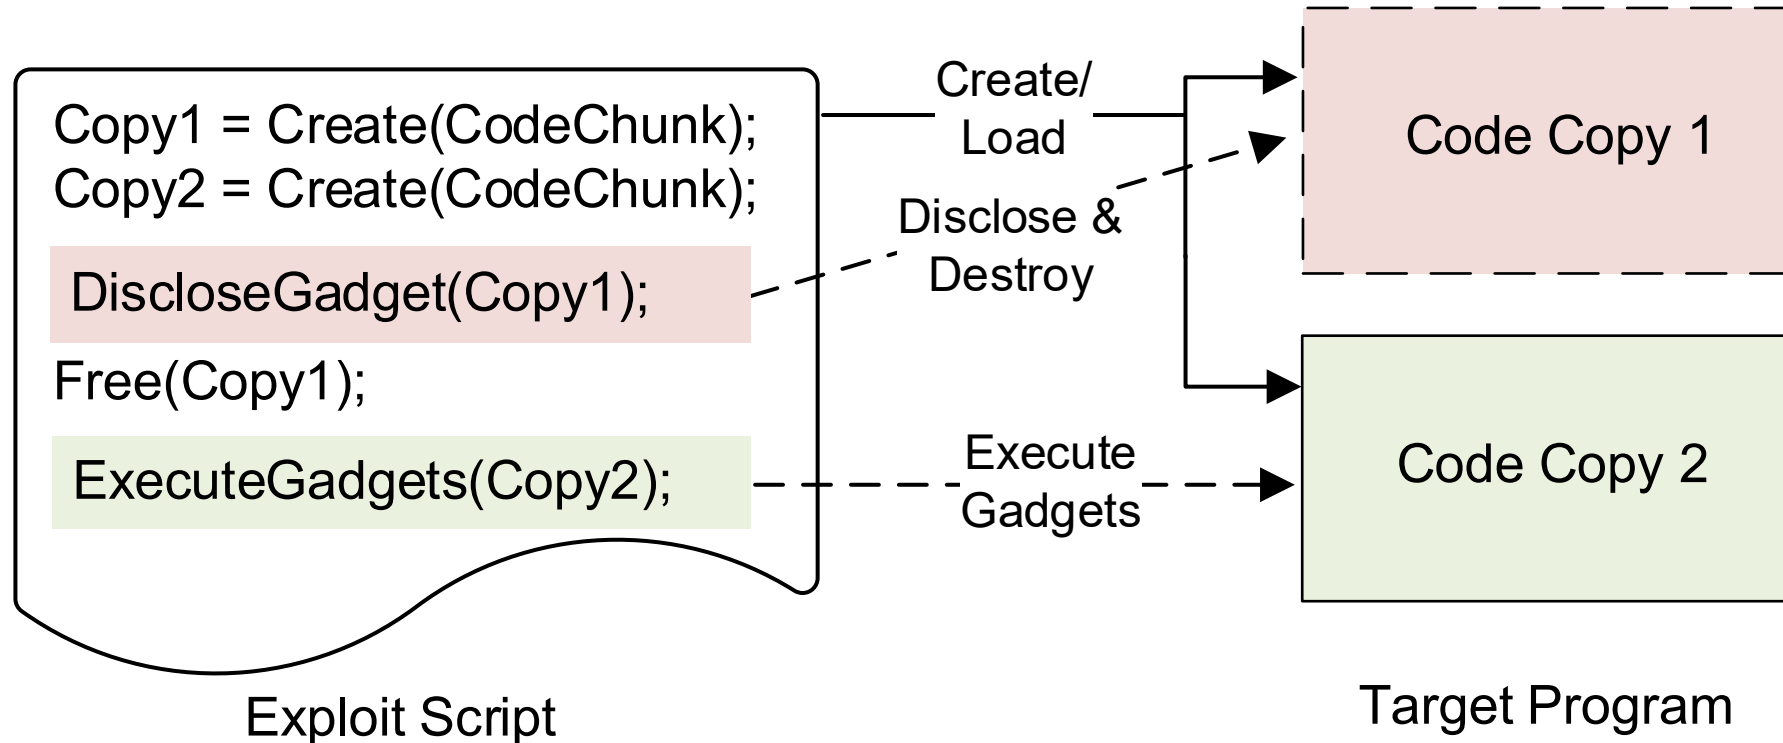 Copy1 = Create(CodeChunk);
Copy2 = Create(CodeChunk);
DiscloseGadget(Copy1);
Free(Copy1);
ExecuteGadgets(Copy2);
Exploit Script
Create/
Load
Disclose &
Destroy
Execute
Gadgets
Code Copy 1
Code Copy 2
Target Program